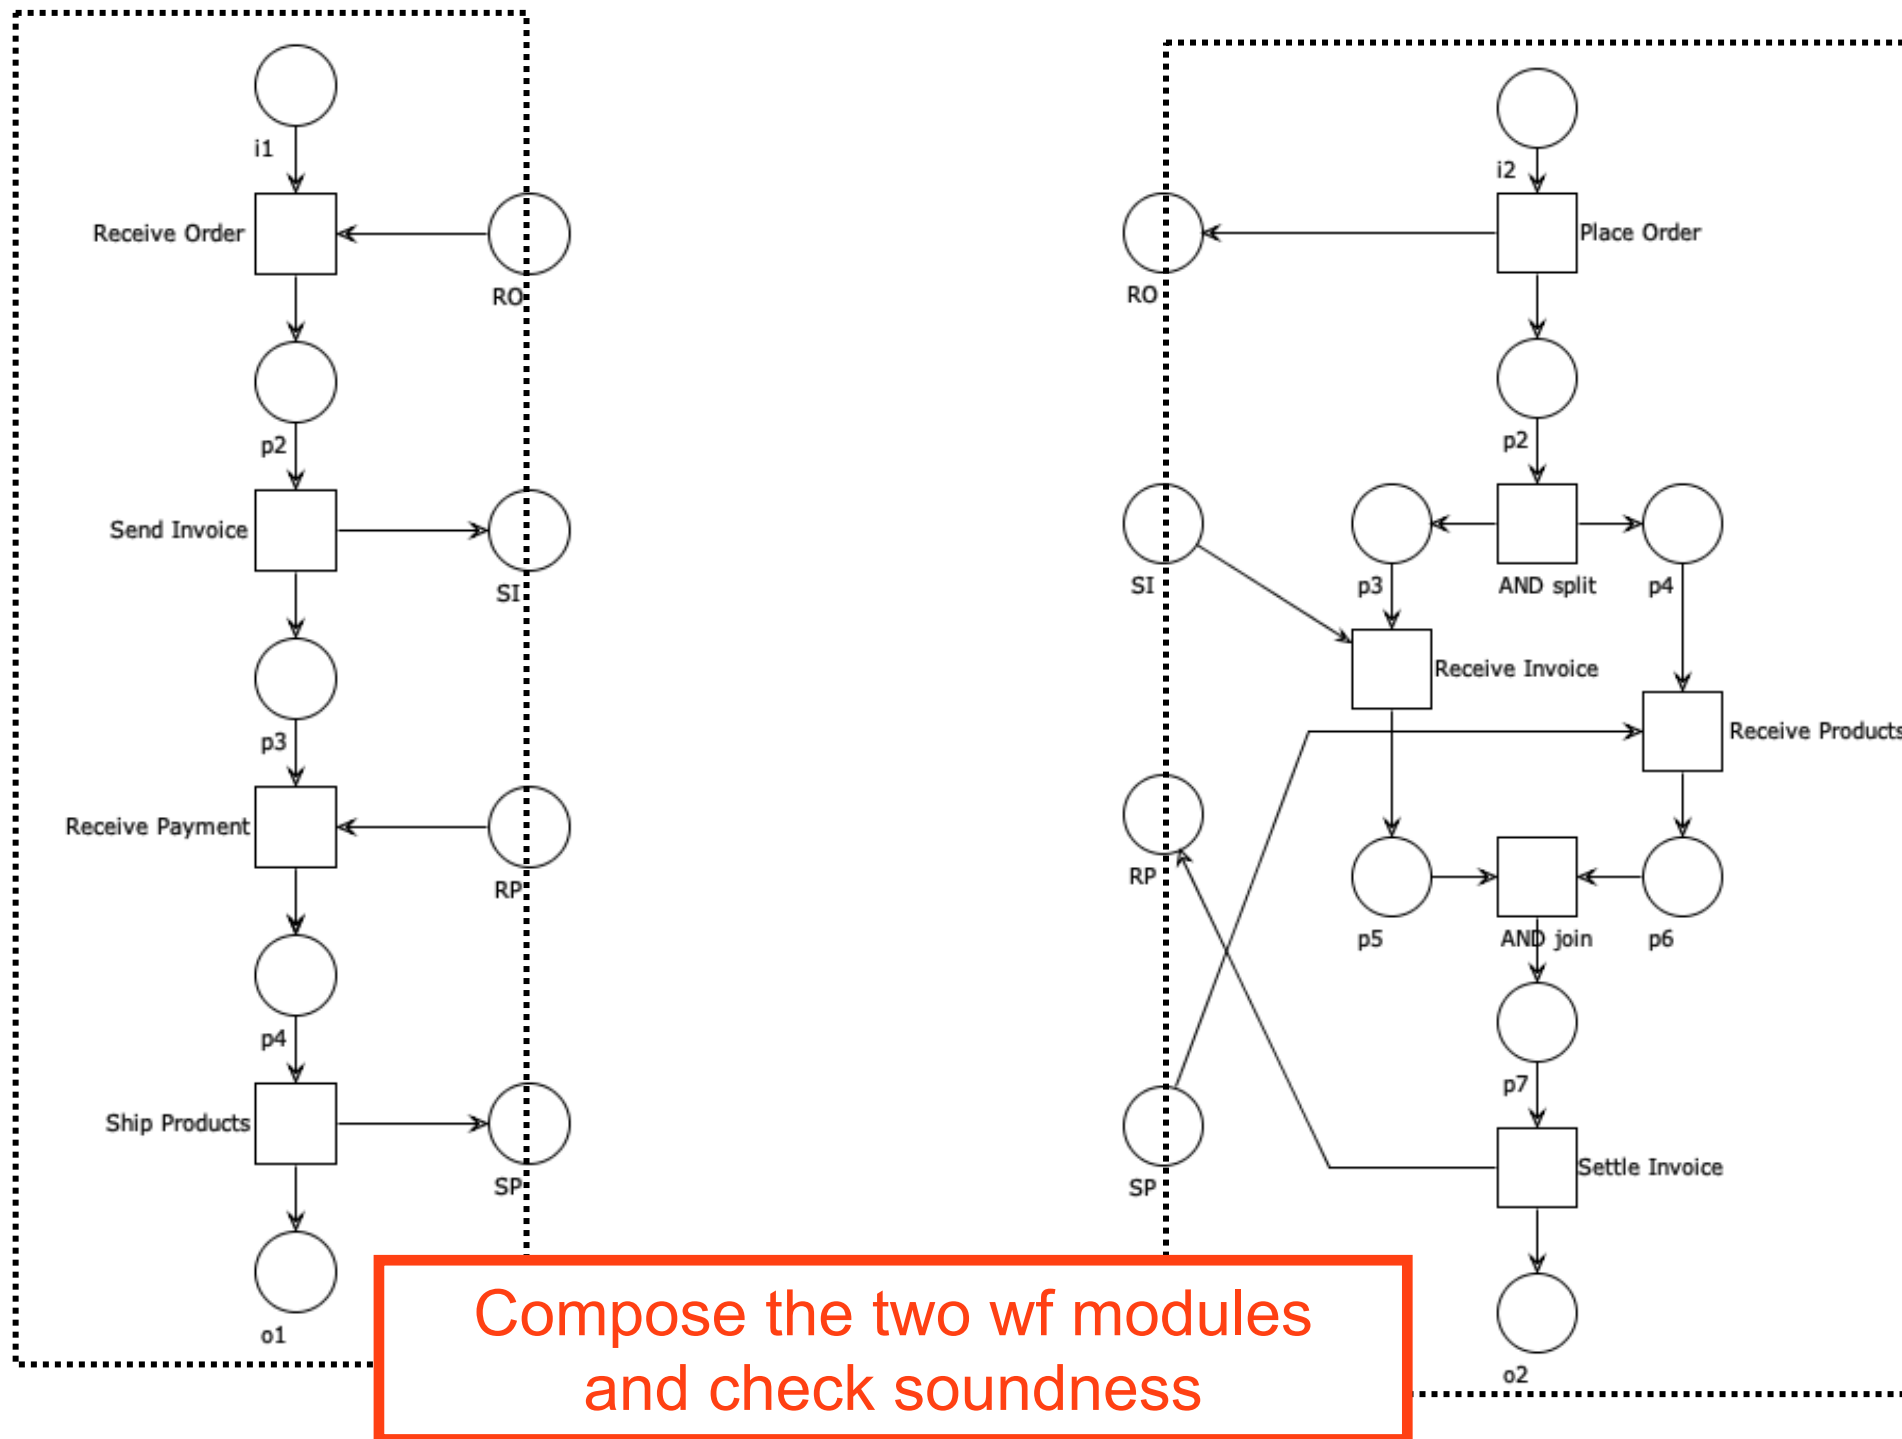 i1
Receive Order
RO
p2
Send Invoice
SI
p3
Receive Payment
RP
p4
Ship Products
SP
o1
i2
Place Order
RO
p2
SI
p3
AND split
p4
Receive Invoice
Receive Products
RP
p5
AND join
p6
p7
Settle Invoice
SP
o2
Compose the two wf modules
and check soundness